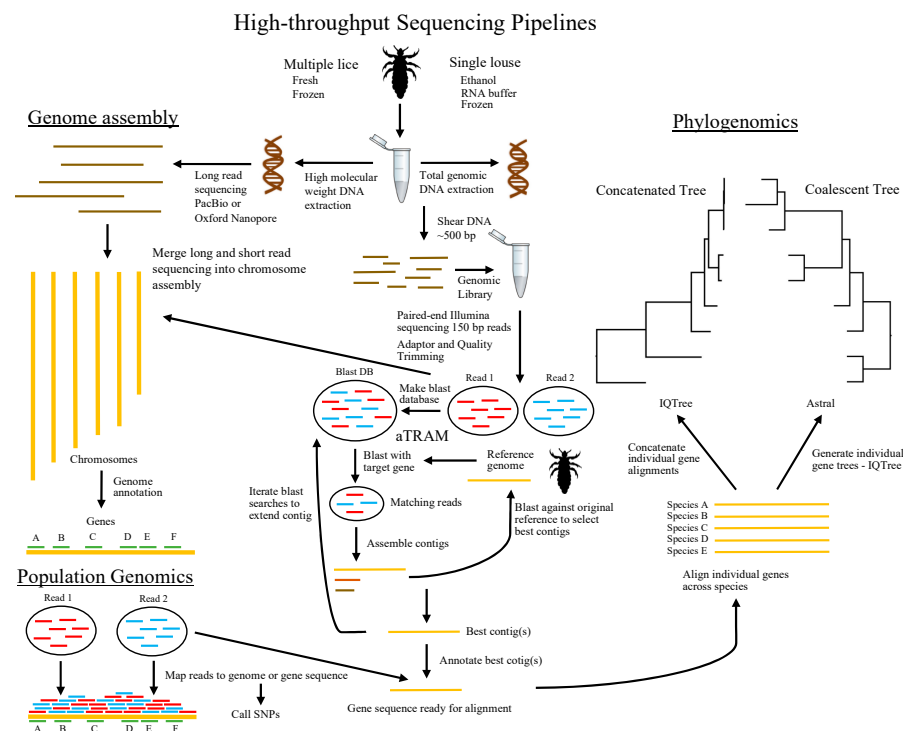 High-throughput Sequencing Pipelines
Multiple lice
Fresh
Frozen
Single louse
Ethanol
RNA buffer
Frozen
Genome assembly
Long read
sequencing
PacBio or
Oxford Nanopore
High molecular
weight DNA
extraction
Total genomic
DNA extraction
Shear DNA
~500 bp
Genomic
Library
Merge long and short read
sequencing into chromosome
assembly
Paired-end Illumina
sequencing 150 bp reads
Adaptor and Quality
Trimming
Blast DB
Make blast
database
Read 1
Read 2
aTRAM
Blast with
target gene
Reference
genome
Matching reads
Blast against original
reference to select
best contigs
Iterate blast
searches to
extend contig
Assemble contigs
Best contig(s)
Annotate best cotig(s)
Gene sequence ready for alignment
Chromosomes
Genome
annotation
Genes
A B C D E F
Population Genomics
Read 1
Read 2
Map reads to genome or gene sequence
Call SNPs
A B C D E F
Phylogenomics
Concatenated Tree
Coalescent Tree
IQTree
Astral
Concatenate
individual gene
alignments
Generate individual
gene trees - IQTree
Species A
Species B
Species C
Species D
Species E
Align individual genes
across species